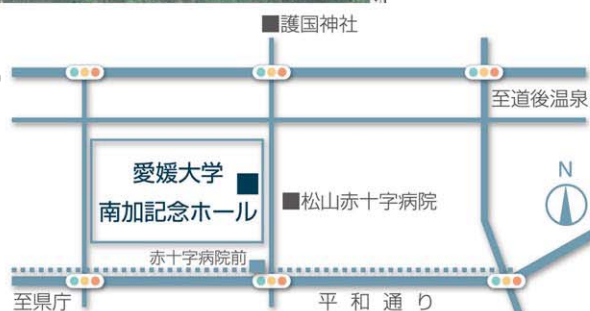 ■護国神社
至道後温泉
愛媛大学
南加記念ホール
■松山赤十字病院
N
赤十字病院前
至県庁
平和通り